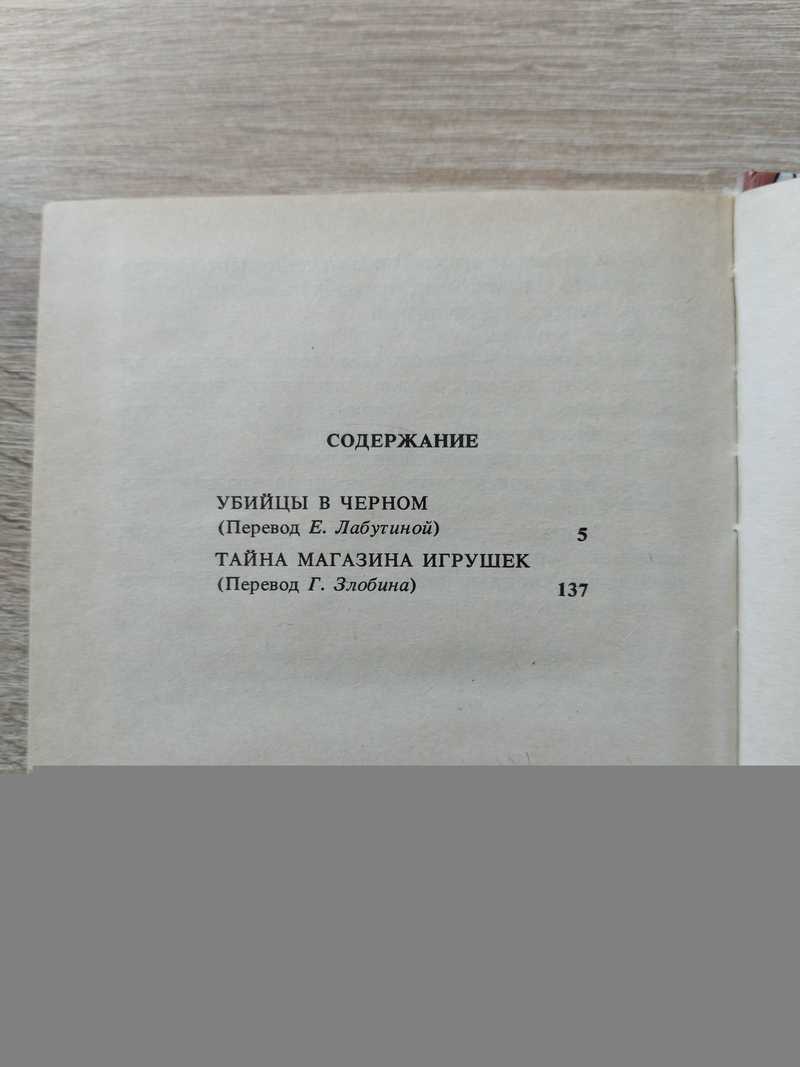 СОДЕРЖАНИЕ
УБИЙЦЫ В ЧЕРНОМ
(Перевод Е. Лабутиной) 5
ТАЙНА МАГАЗИНА ИГРУШЕК
(Перевод Г. Злобина) 137